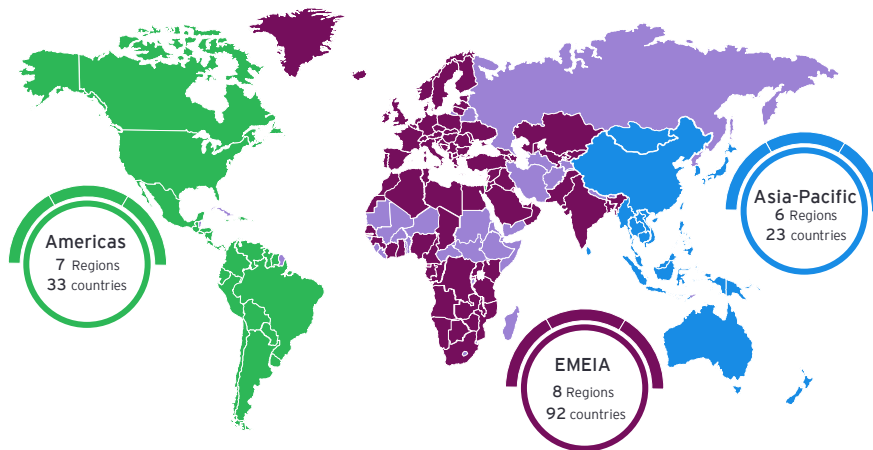 Americas
7 Regions
33 countries
Asia-Pacific
6 Regions
23 countries
EMEIA
8 Regions
92 countries